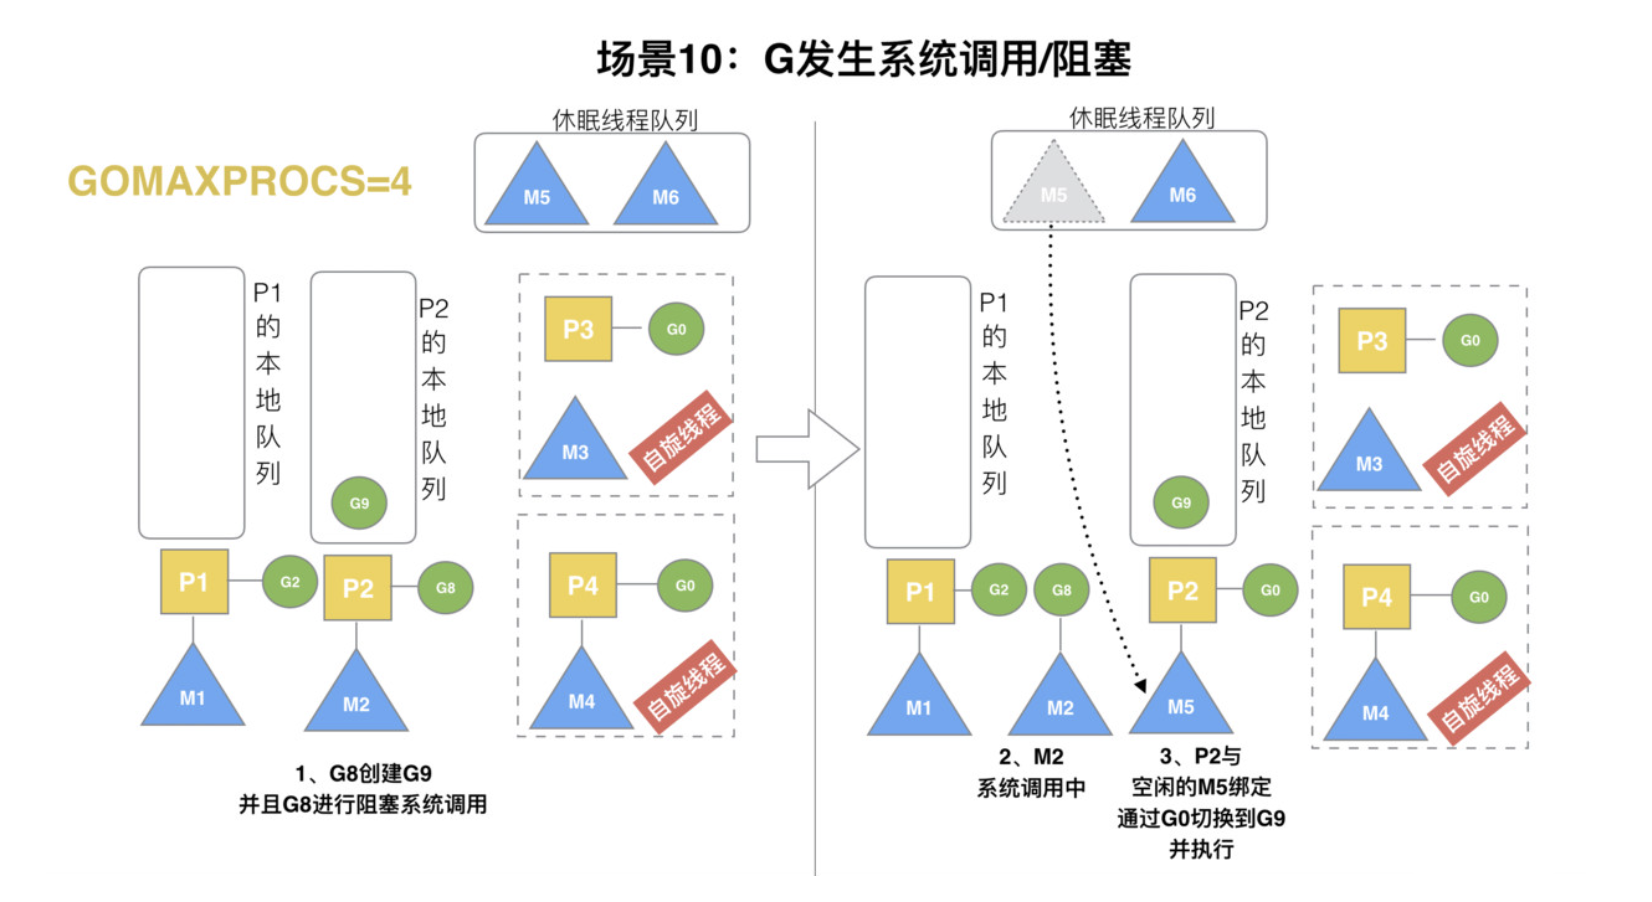 场景10：G发生系统调用/阻塞
GOMAXPROCS=4
休眠线程队列
M5
M6
P1的本地队列
P2的本地队列
G9
P3
G0
M3
自旋线程
P1
G2
P2
G8
P4
G0
M1
M2
M4
自旋线程
1、G8创建G9
并且G8进行阻塞系统调用
休眠线程队列
M5
M6
P1的本地队列
P2的本地队列
G9
P3
G0
M3
自旋线程
P1
G2
G8
P2
G0
P4
G0
M1
M2
M5
M4
自旋线程
2、M2
系统调用中
3、P2与
空闲的M5绑定
通过G0切换到G9
并执行